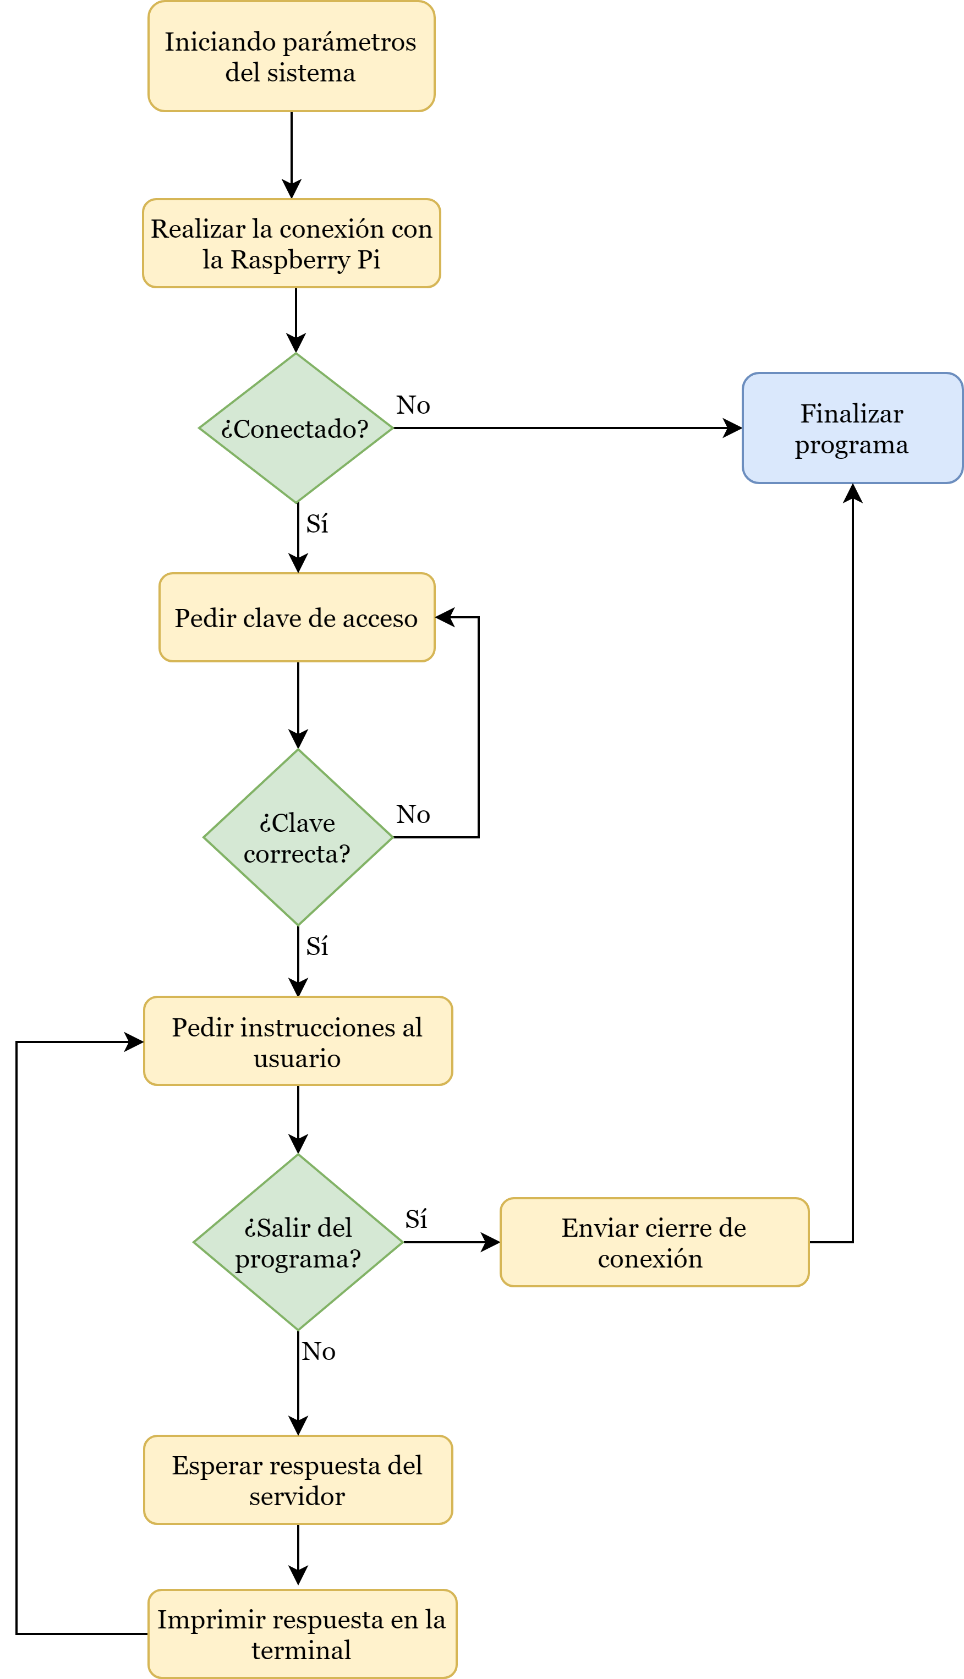 Iniciando parámetros
del sistema
Realizar la conexión con
la Raspberry Pi
¿Conectado?
No
Finalizar
programa
Sí
Pedir clave de acceso
¿Clave
correcta?
No
Sí
Pedir instrucciones al
usuario
¿Salir del
programa?
Sí
Enviar cierre de
conexión
No
Esperar respuesta del
servidor
Imprimir respuesta en la
terminal